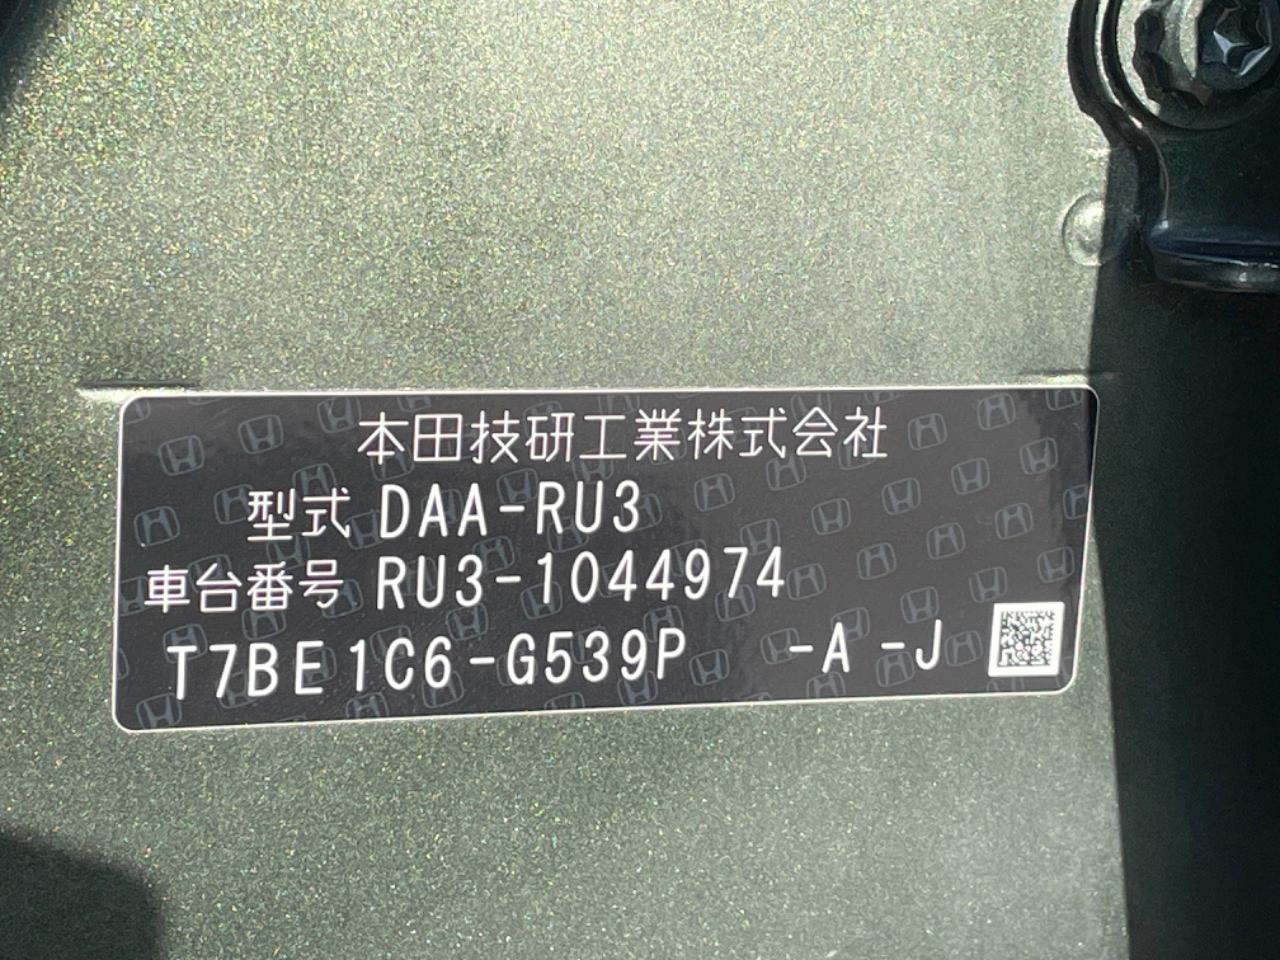 本田技研工業株式会社
型式 DAA-RU3
車台番号 RU3-1044974
T7BE1C6-G539P -A -J